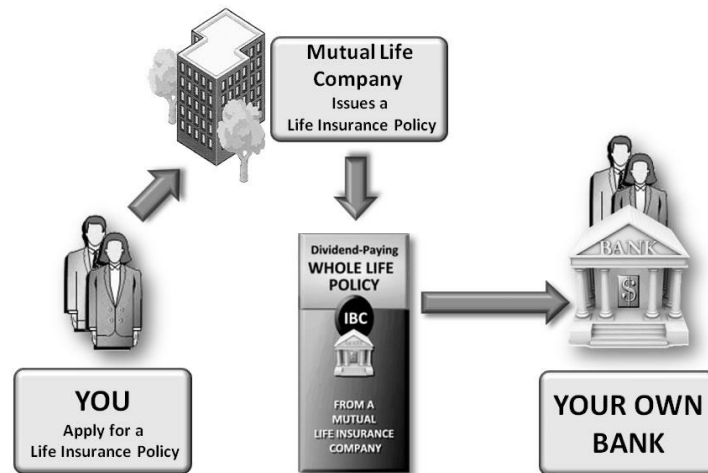 Mutual Life
Company
Issues a
Life Insurance Policy
Dividend-Paying
WHOLE LIFE
POLICY
IBC
FROM A
MUTUAL
LIFE INSURANCE
COMPANY
BANK
$
YOU
Apply for a
Life Insurance Policy
YOUR OWN
BANK